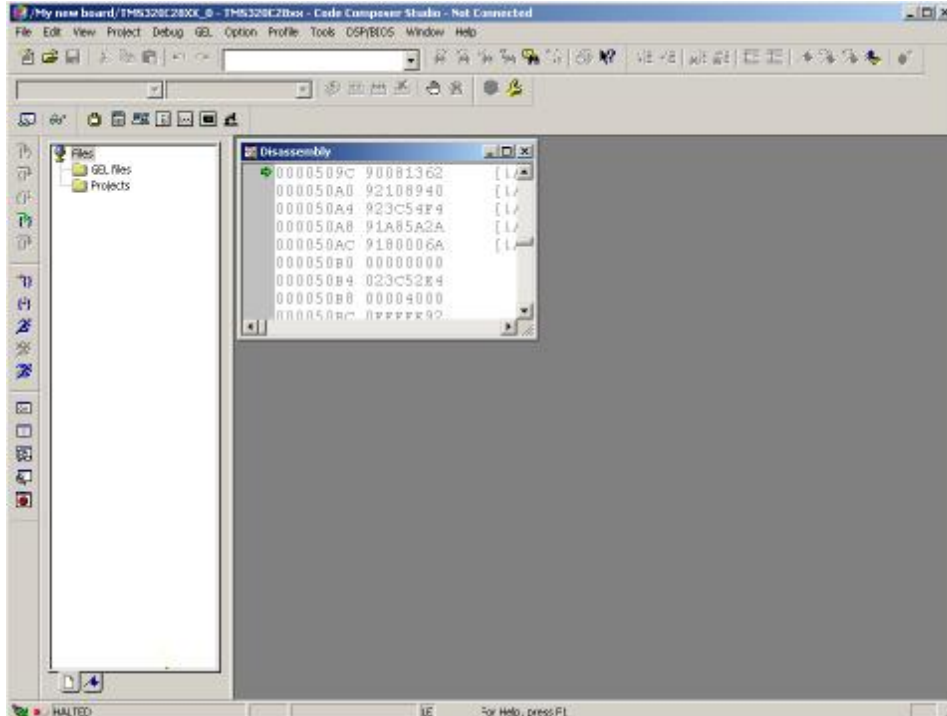 /My new board/TMS320C28XX_0 - TMS320C28xx - Code Composer Studio - Not Connected
File Edit View Project Debug GEL Option Profile Tools DSP/BIOS Window Help
Files
GEL files
Projects
Disassembly
0000509C 90081362
000050A0 92108940
000050A4 923C54F4
000050A8 91A85A2A
000050AC 9180006A
000050B0 00000000
000050B4 023C52E4
000050B8 00004000
000050BC
HALTED
LE
For Help, press F1